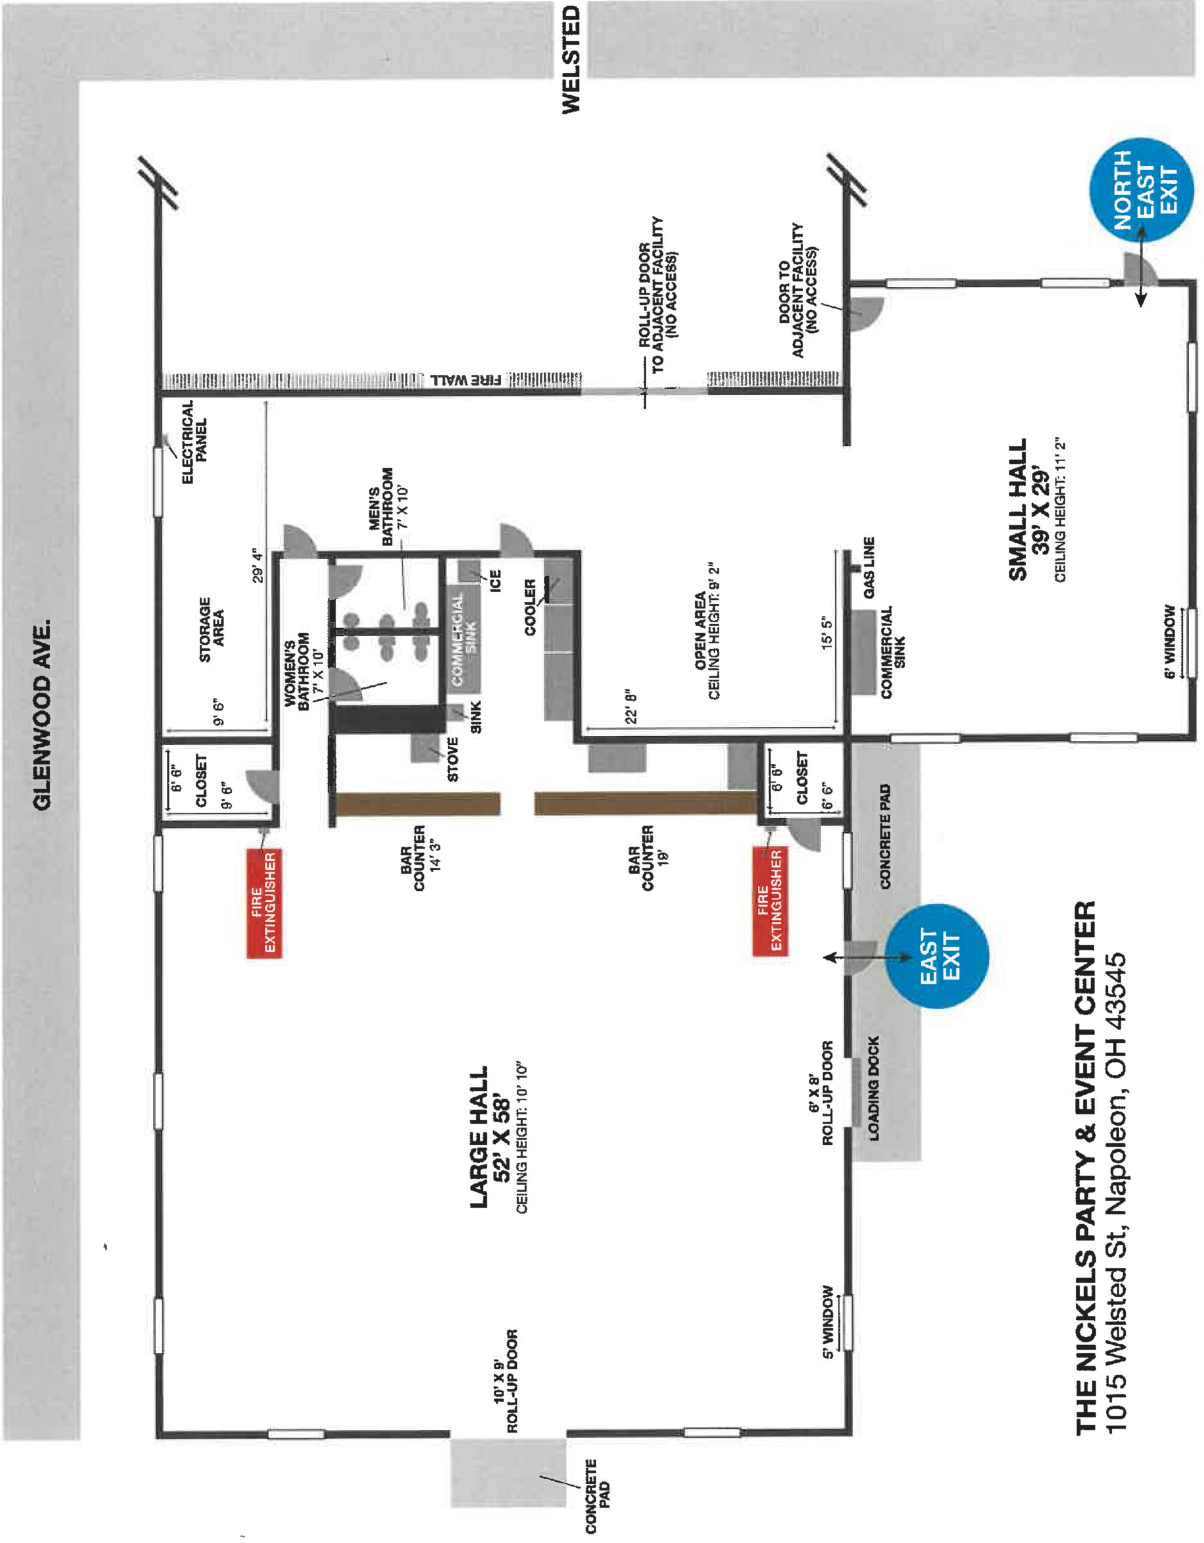 GLENWOOD AVE.
WELSTED
ELECTRICAL
PANEL
STORAGE
AREA
29' 4"
9' 6"
FIRE WALL
ROLL-UP DOOR
TO ADJACENT FACILITY
(NO ACCESS)
DOOR TO
ADJACENT FACILITY
(NO ACCESS)
NORTH
EAST
EXIT
CLOSET
6' 6"
9' 6"
WOMEN'S
BATHROOM
7' X 10'
MEN'S
BATHROOM
7' X 10'
COMMERCIAL
SINK
ICE
COOLER
SINK
STOVE
OPEN AREA
CEILING HEIGHT: 9' 2"
22' 8"
15' 5"
GAS LINE
COMMERCIAL
SINK
SMALL HALL
39' X 29'
CEILING HEIGHT: 11' 2"
6' WINDOW
FIRE
EXTINGUISHER
BAR
COUNTER
14' 3"
BAR
COUNTER
19'
CLOSET
6' 6"
6' 6"
FIRE
EXTINGUISHER
CONCRETE PAD
EAST
EXIT
LARGE HALL
52' X 58'
CEILING HEIGHT: 10' 10"
6' X 8'
ROLL-UP DOOR
LOADING DOCK
10' X 9'
ROLL-UP DOOR
5' WINDOW
CONCRETE
PAD
THE NICKELS PARTY & EVENT CENTER
1015 Welsted St, Napoleon, OH 43545